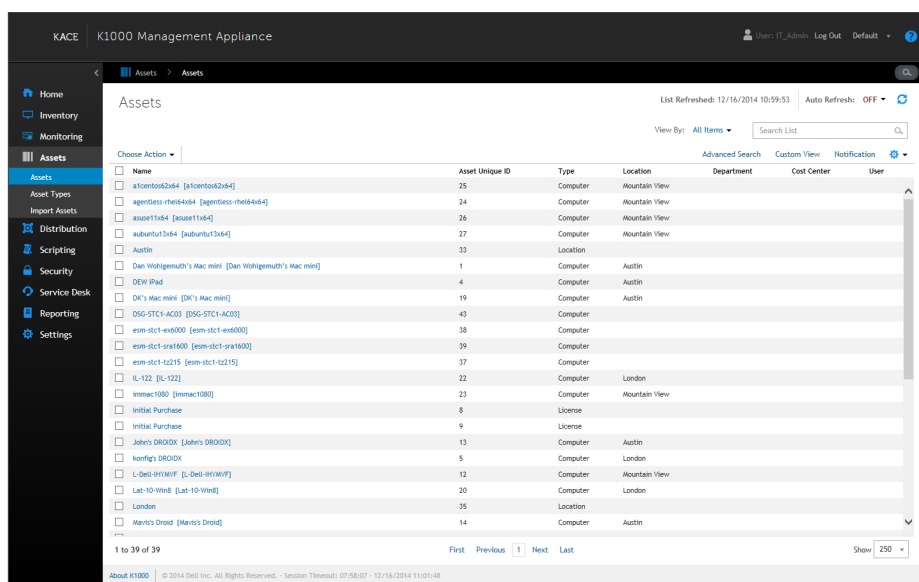 KACE K1000 Management Appliance User: IT_Admin Log Out Default ?
Assets > Assets
Home
Inventory
Monitoring
Assets
Assets
Asset Types
Import Assets
Distribution
Scripting
Security
Service Desk
Reporting
Settings
Assets
List Refreshed: 12/16/2014 10:59:53 Auto Refresh: OFF
View By: All Items Search List
Choose Action Advanced Search Custom View Notification
Name Asset Unique ID Type Location Department Cost Center User
a1centos62x64 [a1centos62x64] 25 Computer Mountain View
agentless-rhel64x64 [agentless-rhel64x64] 24 Computer Mountain View
asuse11x64 [asuse11x64] 26 Computer Mountain View
aubuntu13x64 [aubuntu13x64] 27 Computer Mountain View
Austin 33 Location
Dan Wohlgemuth's Mac mini [Dan Wohlgemuth's Mac mini] 1 Computer Austin
DEW iPad 4 Computer Austin
DK's Mac mini [DK's Mac mini] 19 Computer Austin
DSG-STC1-AC03 [DSG-STC1-AC03] 43 Computer
esm-stc1-ex6000 [esm-stc1-ex6000] 38 Computer
esm-stc1-sra1600 [esm-stc1-sra1600] 39 Computer
esm-stc1-tz215 [esm-stc1-tz215] 37 Computer
IL-122 [IL-122] 22 Computer London
immac1080 [immac1080] 23 Computer Mountain View
Initial Purchase 8 License
Initial Purchase 9 License
John's DROIDX [John's DROIDX] 13 Computer Austin
konfig's DROIDX 5 Computer London
L-Dell-IHYMVF [L-Dell-IHYMVF] 12 Computer Mountain View
Lat-10-Win8 [Lat-10-Win8] 20 Computer London
London 35 Location
Mavis's Droid [Mavis's Droid] 14 Computer Austin
1 to 39 of 39 First Previous 1 Next Last Show 250
About K1000 © 2014 Dell Inc. All Rights Reserved. - Session Timeout: 07:58:07 - 12/16/2014 11:01:48